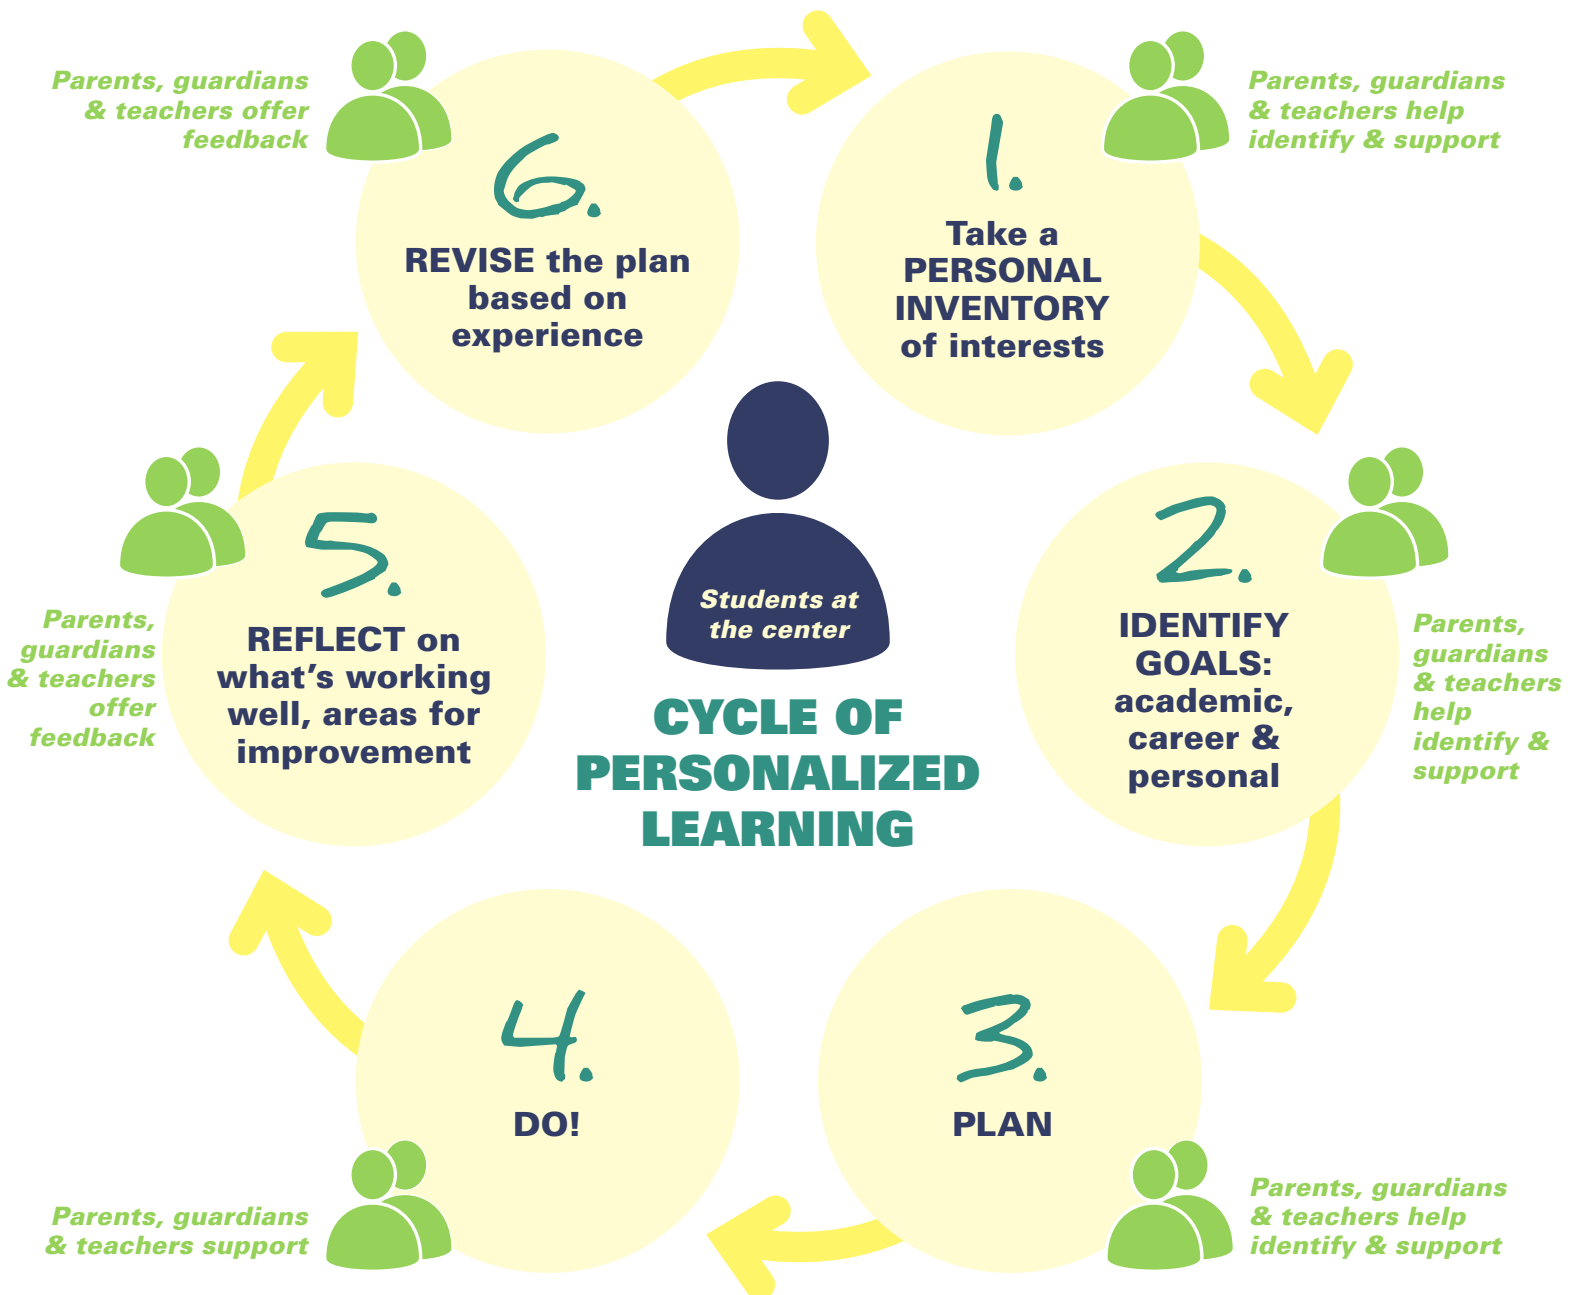 1.
Take a
PERSONAL
INVENTORY
of interests
Parents, guardians
& teachers help
identify & support
2.
IDENTIFY
GOALS:
academic,
career &
personal
Parents,
guardians
& teachers
help
identify &
support
3.
PLAN
Parents, guardians
& teachers help
identify & support
4.
DO!
Parents, guardians
& teachers support
5.
REFLECT on
what’s working
well, areas for
improvement
Parents,
guardians
& teachers
offer
feedback
6.
REVISE the plan
based on
experience
Parents, guardians
& teachers offer
feedback
Students at
the center
CYCLE OF
PERSONALIZED
LEARNING